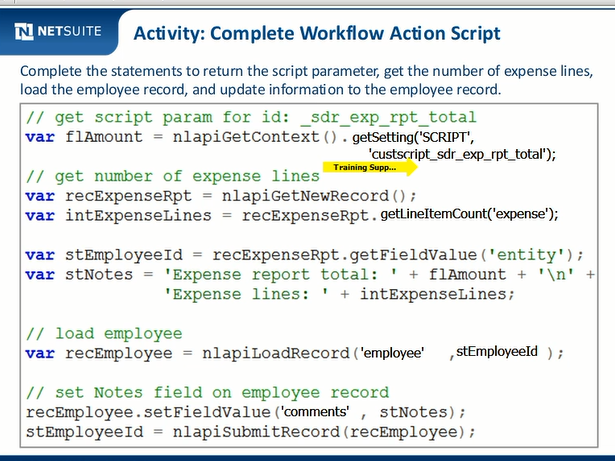 NETSUITE
Activity: Complete Workflow Action Script
Complete the statements to return the script parameter, get the number of expense lines,
load the employee record, and update information to the employee record.
// get script param for id: _sdr_exp_rpt_total
var flAmount = nlapiGetContext().getSetting('SCRIPT',
'custscript_sdr_exp_rpt_total');
Training Supp...
// get number of expense lines
var recExpenseRpt = nlapiGetNewRecord();
var intExpenseLines = recExpenseRpt.getLineItemCount('expense');
var stEmployeeId = recExpenseRpt.getFieldValue('entity');
var stNotes = 'Expense report total: ' + flAmount + '\n' +
'Expense lines: ' + intExpenseLines;
// load employee
var recEmployee = nlapiLoadRecord('employee' ,stEmployeeId );
// set Notes field on employee record
recEmployee.setFieldValue('comments' , stNotes);
stEmployeeId = nlapiSubmitRecord(recEmployee);